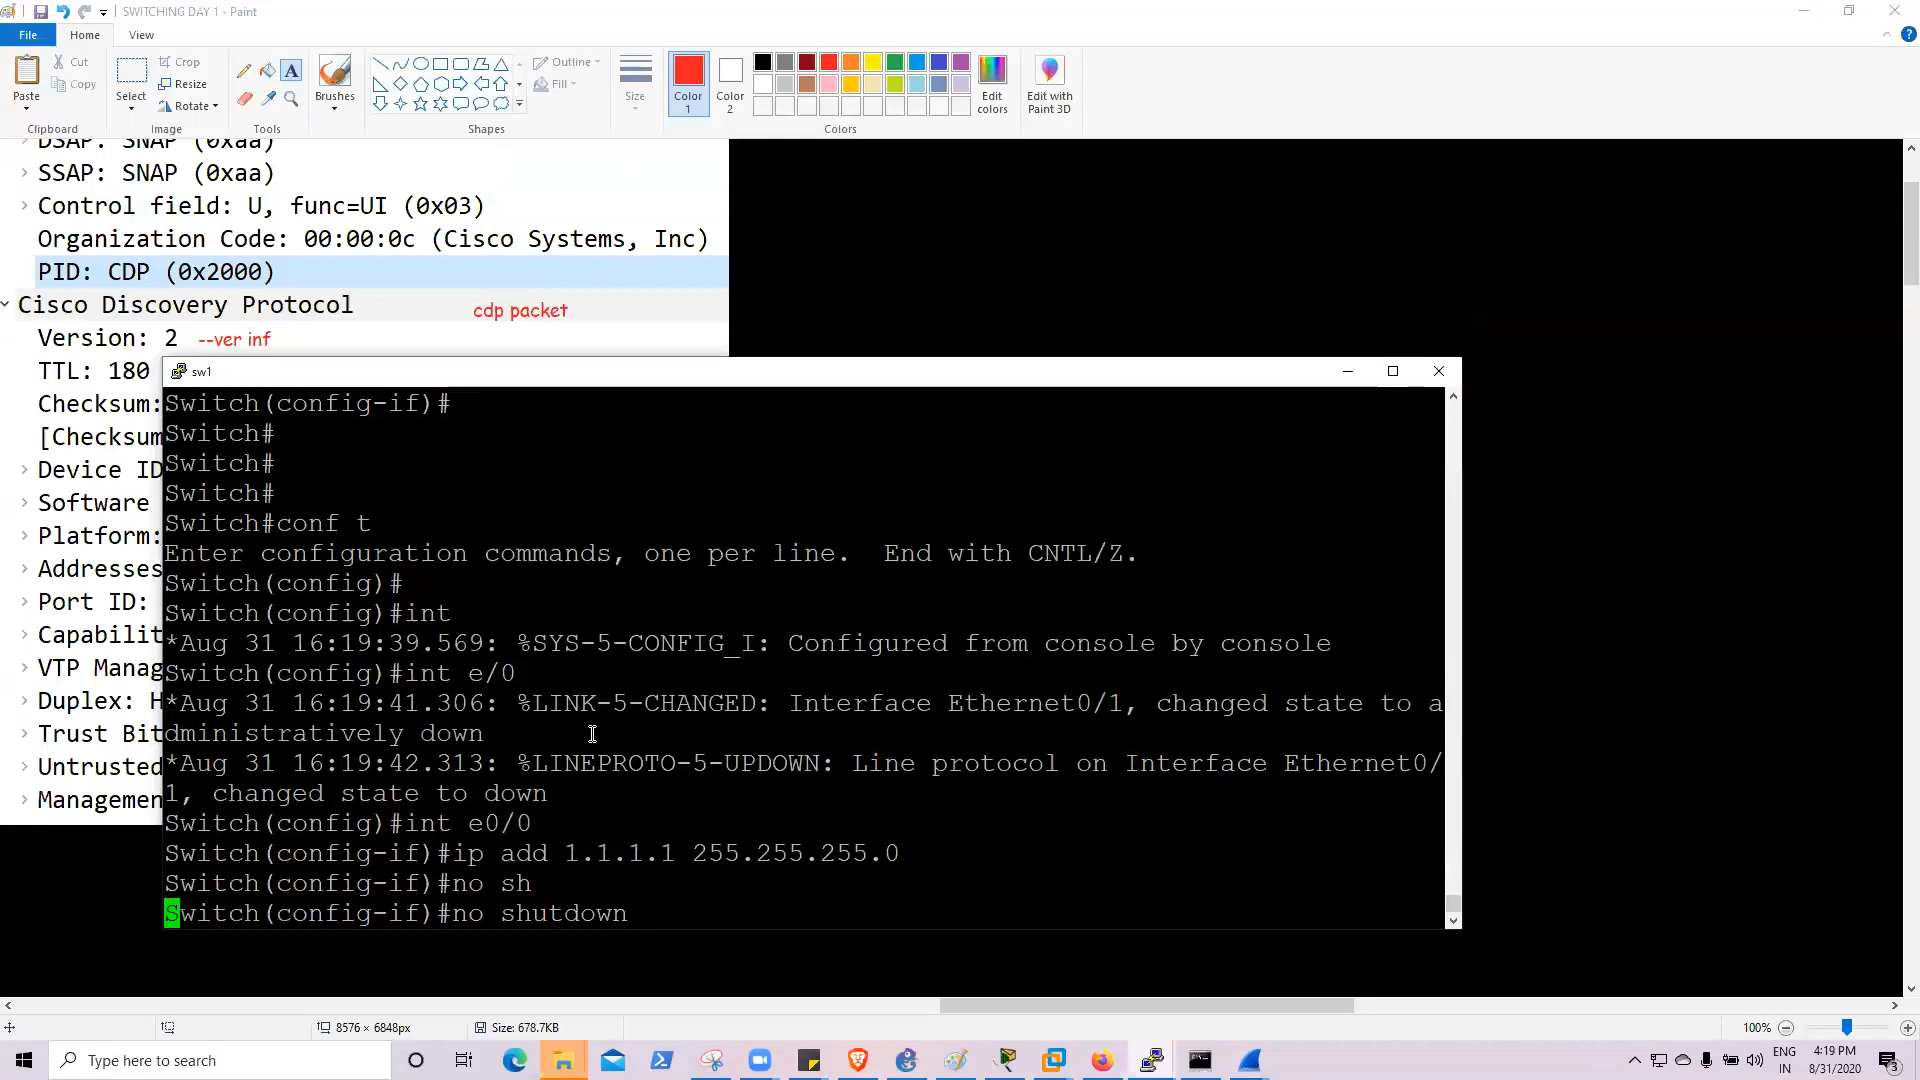 SWITCHING DAY 1 - Paint
File
Home
View
Paste
Cut
Copy
Clipboard
Select
Crop
Resize
Rotate
Image
A
Tools
Brushes
Outline
Fill
Shapes
Size
Color 1
Color 2
Edit colors
Colors
Edit with Paint 3D
DSAP: SNAP (0xaa)
SSAP: SNAP (0xaa)
Control field: U, func=UI (0x03)
Organization Code: 00:00:0c (Cisco Systems, Inc)
PID: CDP (0x2000)
Cisco Discovery Protocol
cdp packet
Version: 2 --ver inf
TTL: 180
Checksum:
[Checksum
Device ID
Software
Platform:
Addresses
Port ID:
Capabilit
VTP Manag
Duplex: H
Trust Bit
Untrusted
Managemen
sw1
Switch(config-if)#
Switch#
Switch#
Switch#
Switch#conf t
Enter configuration commands, one per line.  End with CNTL/Z.
Switch(config)#
Switch(config)#int
*Aug 31 16:19:39.569: %SYS-5-CONFIG_I: Configured from console by console
Switch(config)#int e/0
*Aug 31 16:19:41.306: %LINK-5-CHANGED: Interface Ethernet0/1, changed state to a
dministratively down
*Aug 31 16:19:42.313: %LINEPROTO-5-UPDOWN: Line protocol on Interface Ethernet0/
1, changed state to down
Switch(config)#int e0/0
Switch(config-if)#ip add 1.1.1.1 255.255.255.0
Switch(config-if)#no sh
Switch(config-if)#no shutdown
8576 × 6848px
Size: 678.7KB
100%
Type here to search
ENG
IN
4:19 PM
8/31/2020
3